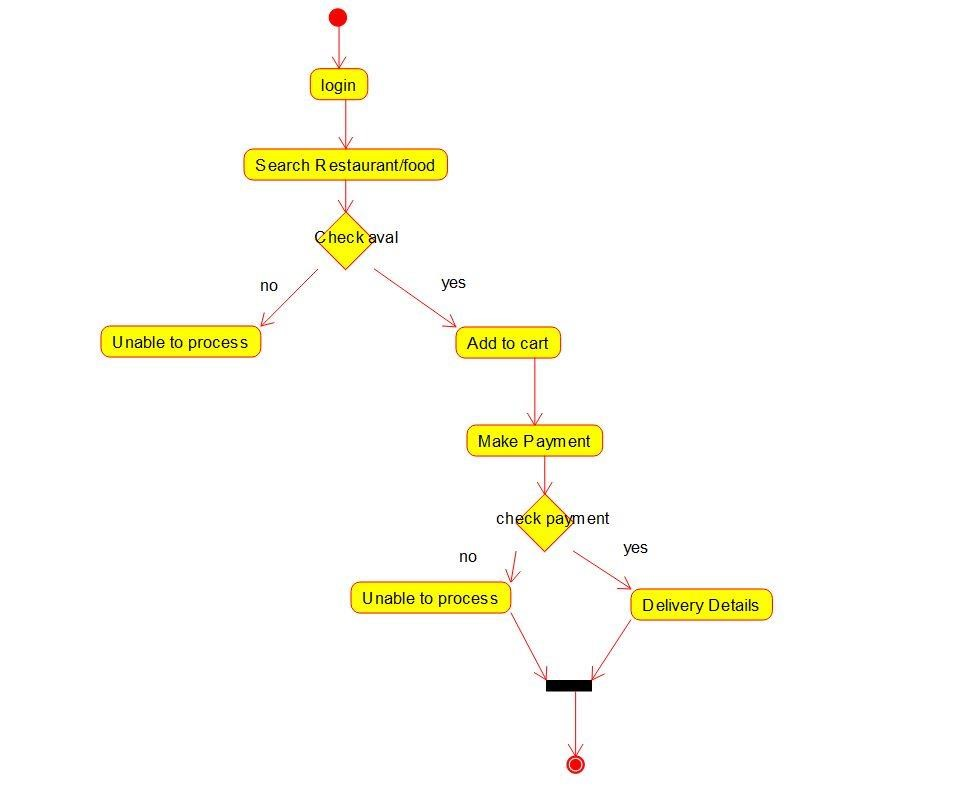 login
Search Restaurant/food
Check aval
no
yes
Unable to process
Add to cart
Make Payment
check payment
no
yes
Unable to process
Delivery Details